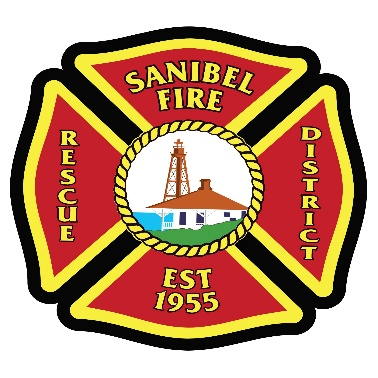 SANIBEL
FIRE
RESCUE
DISTRICT
EST
1955